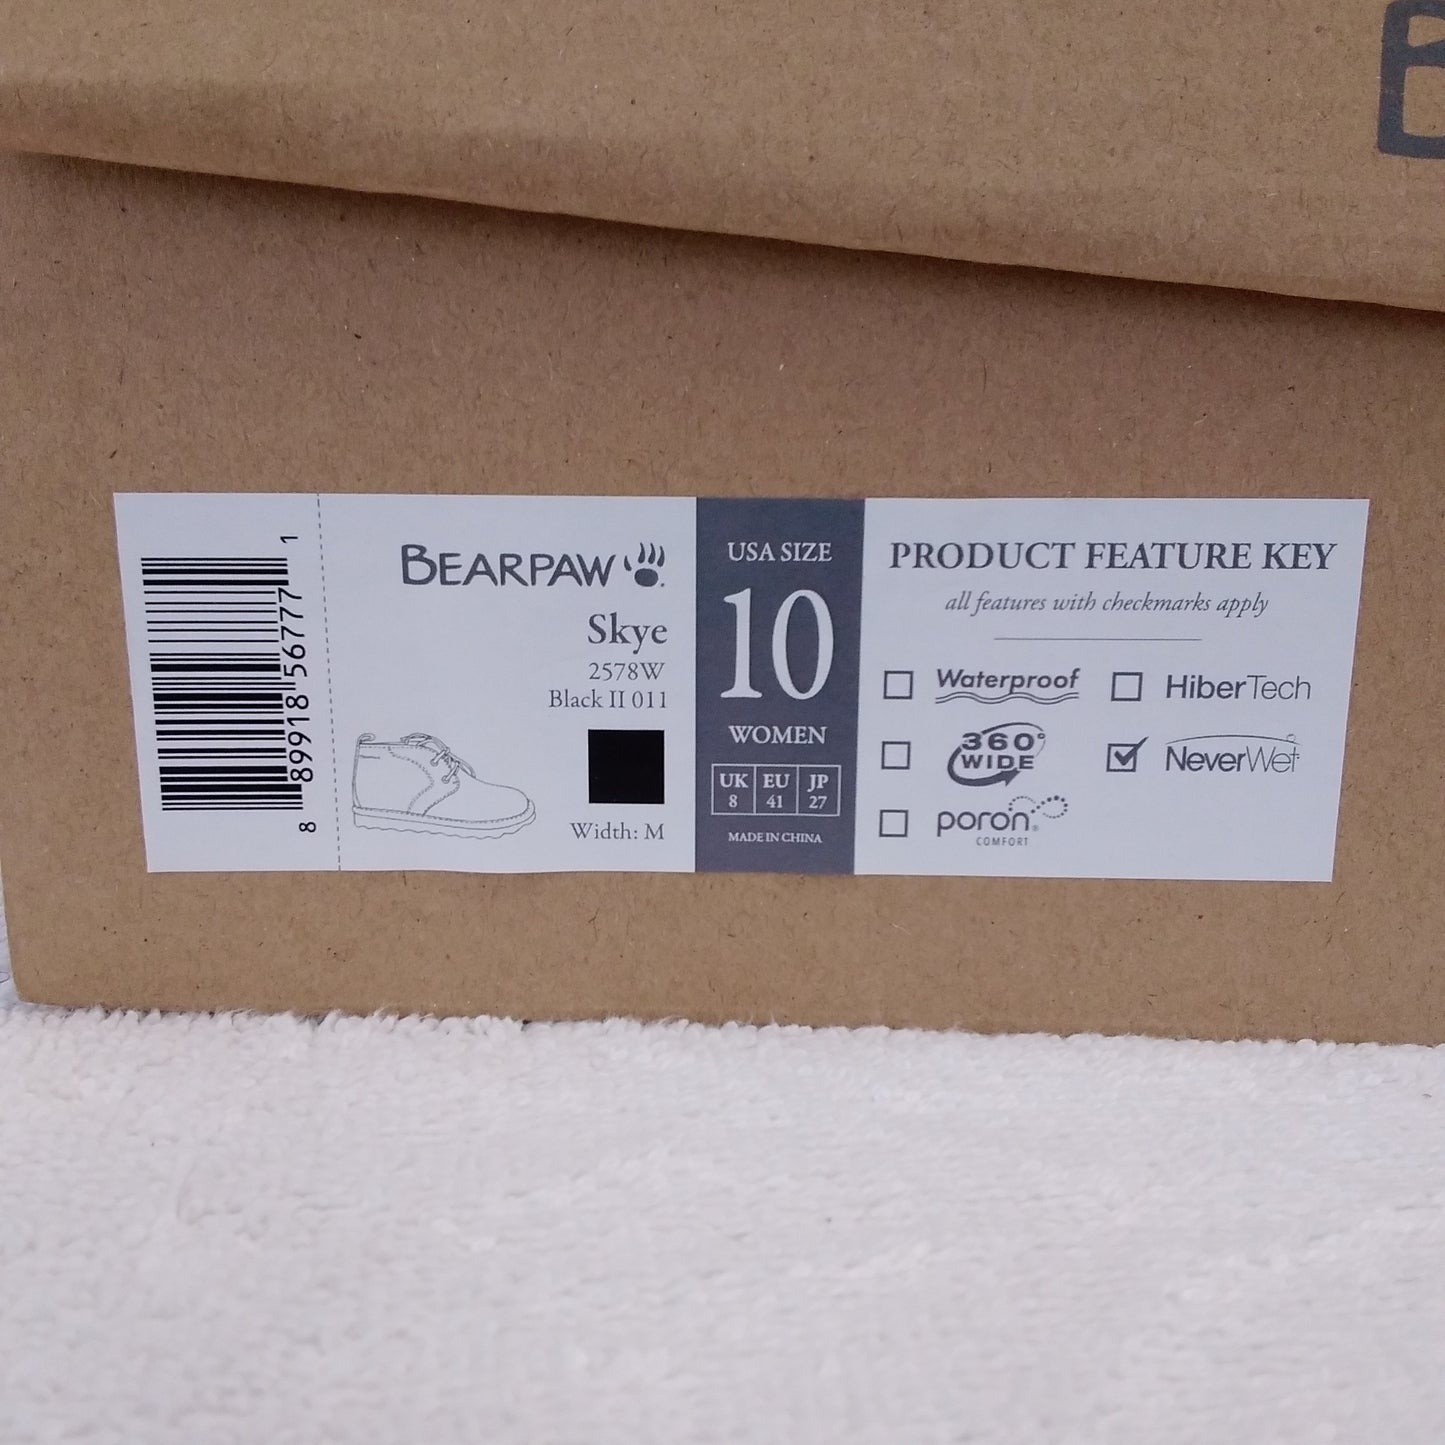 B
8 89918 56777 1
BEARPAW
Skye
2578W
Black II 011
Width: M
USA SIZE
10
WOMEN
UK EU JP
8 41 27
MADE IN CHINA
PRODUCT FEATURE KEY
all features with checkmarks apply
Waterproof
HiberTech
360°
WIDE
NeverWet
poron®
COMFORT